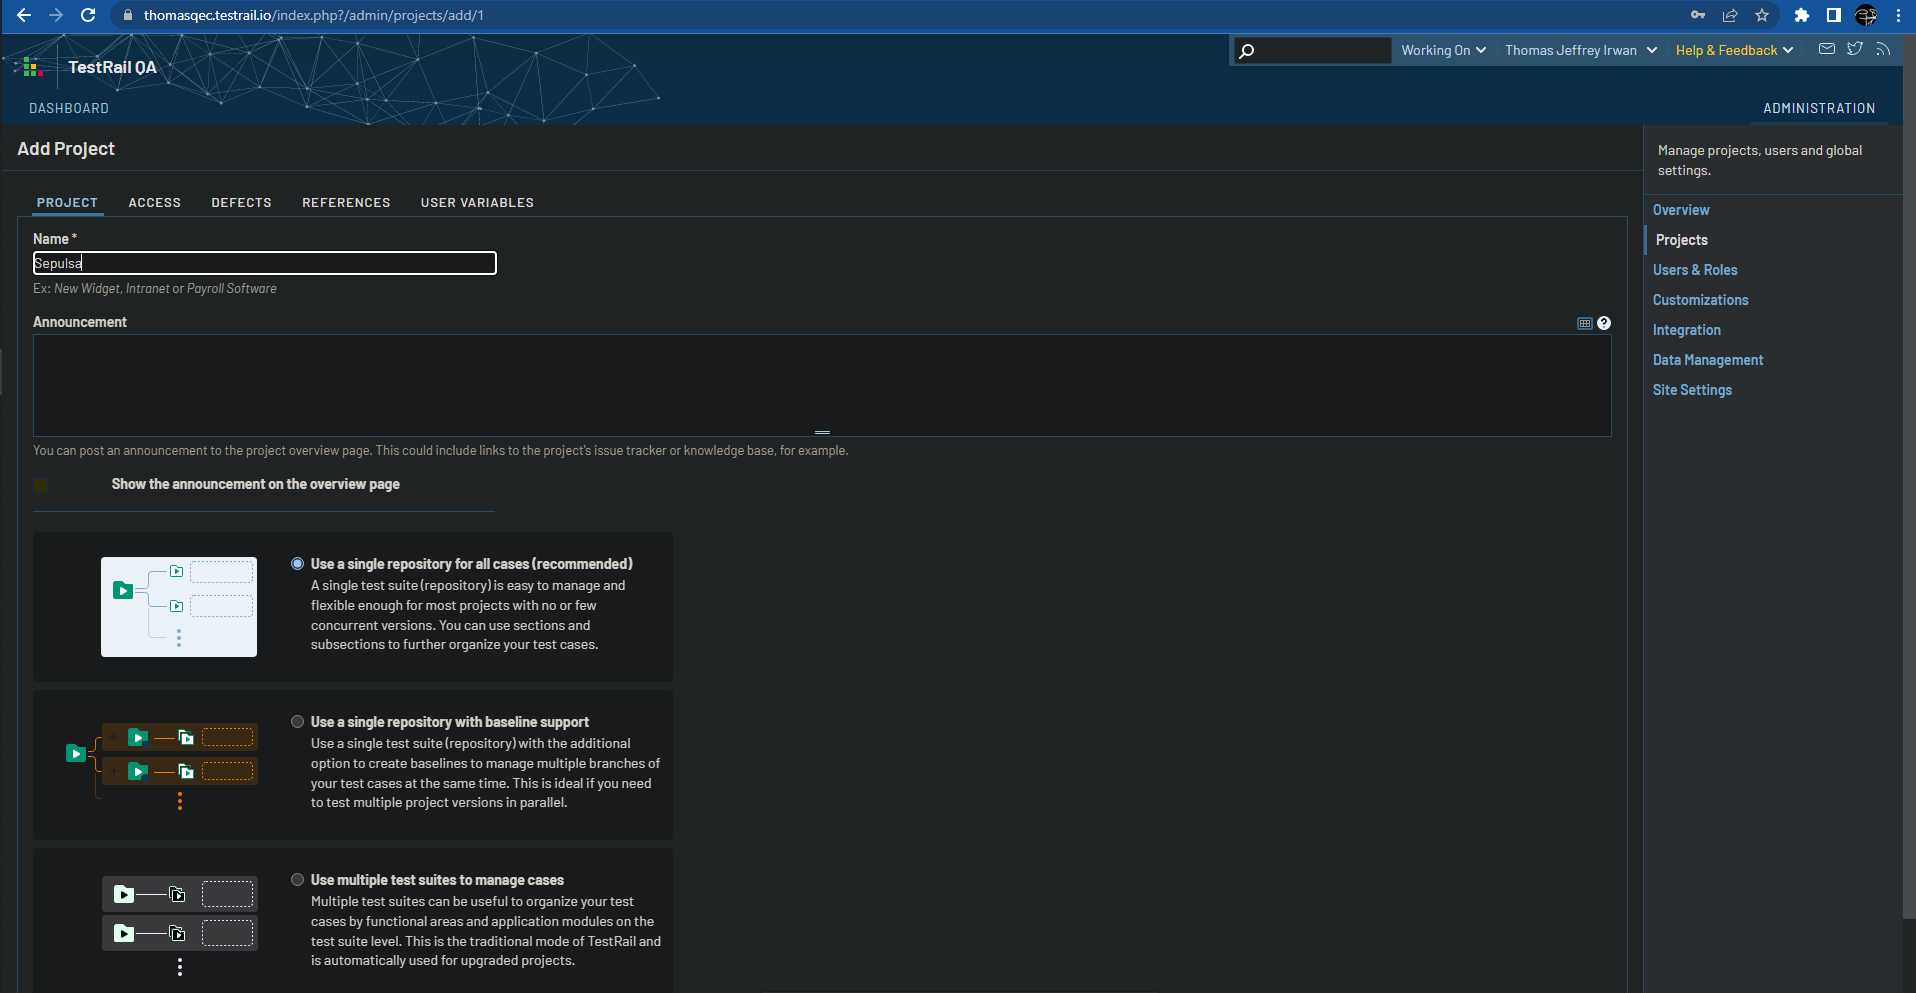 thomasqec.testrail.io/index.php?/admin/projects/add/1
Working On
Thomas Jeffrey Irwan
Help & Feedback
TestRail QA
DASHBOARD
ADMINISTRATION
Add Project
PROJECT ACCESS DEFECTS REFERENCES USER VARIABLES
Name *
Sepulsa
Ex: New Widget, Intranet or Payroll Software
Announcement
You can post an announcement to the project overview page. This could include links to the project's issue tracker or knowledge base, for example.
Show the announcement on the overview page
Use a single repository for all cases (recommended)
A single test suite (repository) is easy to manage and
flexible enough for most projects with no or few
concurrent versions. You can use sections and
subsections to further organize your test cases.
Use a single repository with baseline support
Use a single test suite (repository) with the additional
option to create baselines to manage multiple branches of
your test cases at the same time. This is ideal if you need
to test multiple project versions in parallel.
Use multiple test suites to manage cases
Multiple test suites can be useful to organize your test
cases by functional areas and application modules on the
test suite level. This is the traditional mode of TestRail and
is automatically used for upgraded projects.
Manage projects, users and global
settings.
Overview
Projects
Users & Roles
Customizations
Integration
Data Management
Site Settings